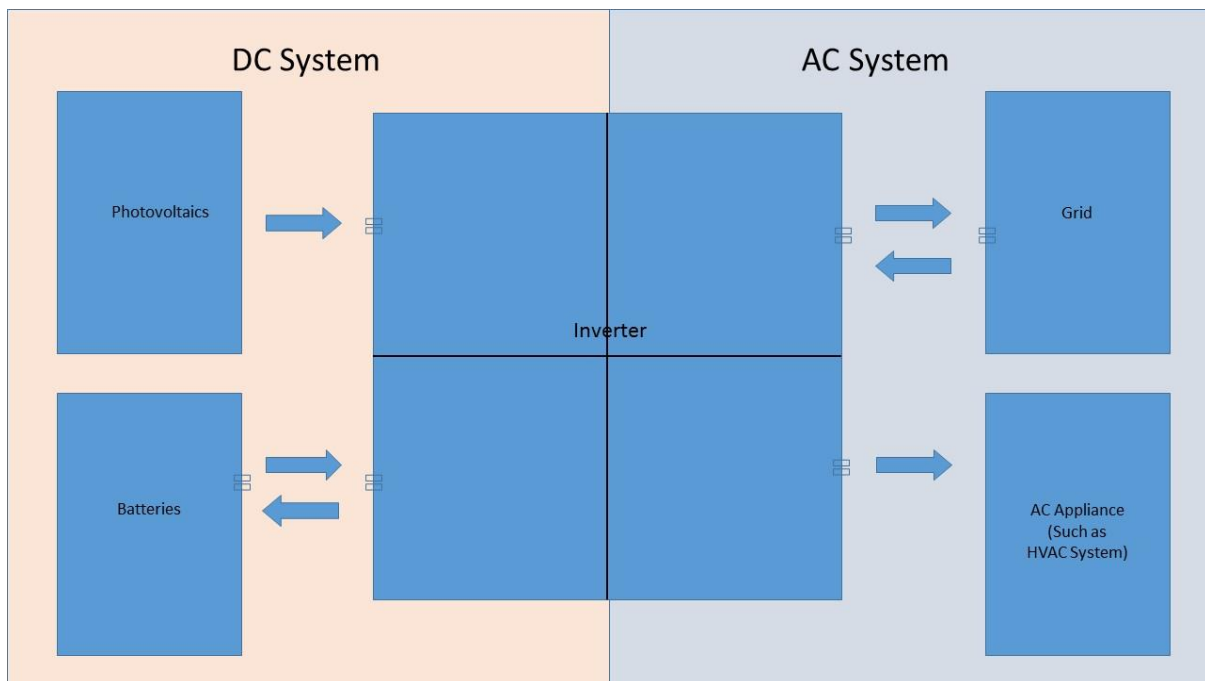 DC System
AC System
Photovoltaics
Grid
Inverter
Batteries
AC Appliance
(Such as
HVAC System)